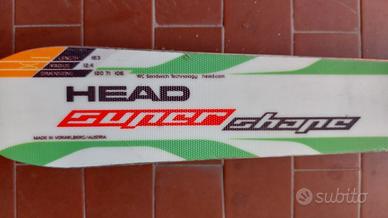 LENGTH 163
RADIUS 12.4
DIMENSIONS 120 71 106
RC Sandwich Technology head.com
HEAD
super shape
MADE IN VORARLBERG/AUSTRIA
subito